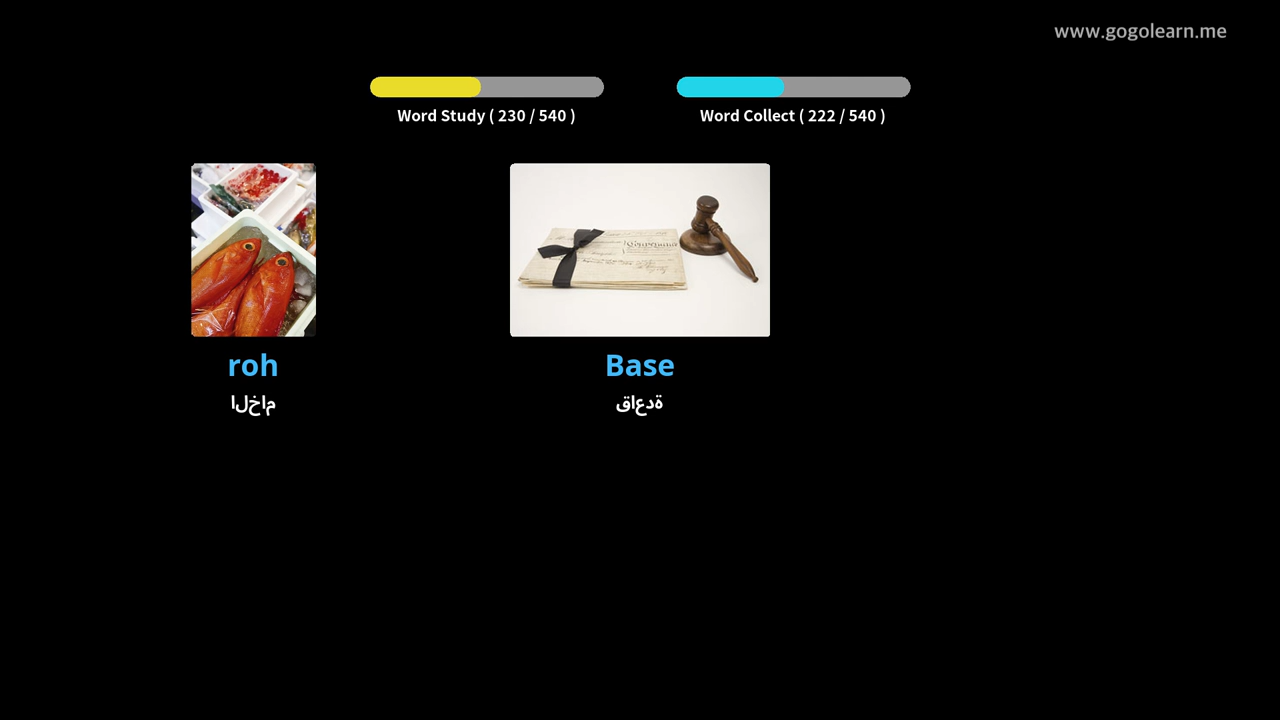 www.gogolearn.me
Word Study ( 230 / 540 )
Word Collect ( 222 / 540 )
roh
الخام
Base
قاعدة